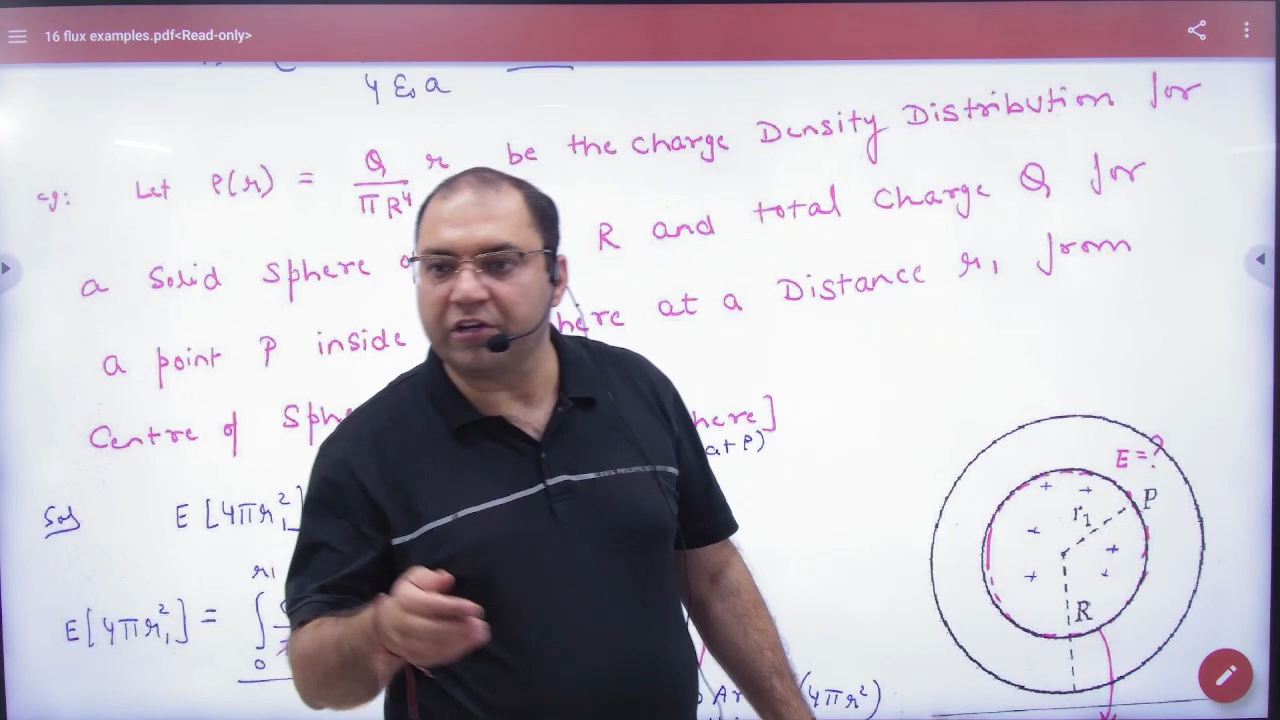 16 flux examples.pdf<Read-only>
4 ε₀ a
eg: Let ρ(r) = Q/πR⁴ r be the charge Density Distribution for
a Solid sphere R and total charge Q for
a point P inside here at a Distance r₁ from
Centre of Sph here]
at P)
Sol E[4πr₁²]
E[4πr₁²] = ∫ r₁ 0
(4πr²)
E=?
P
r₁
R